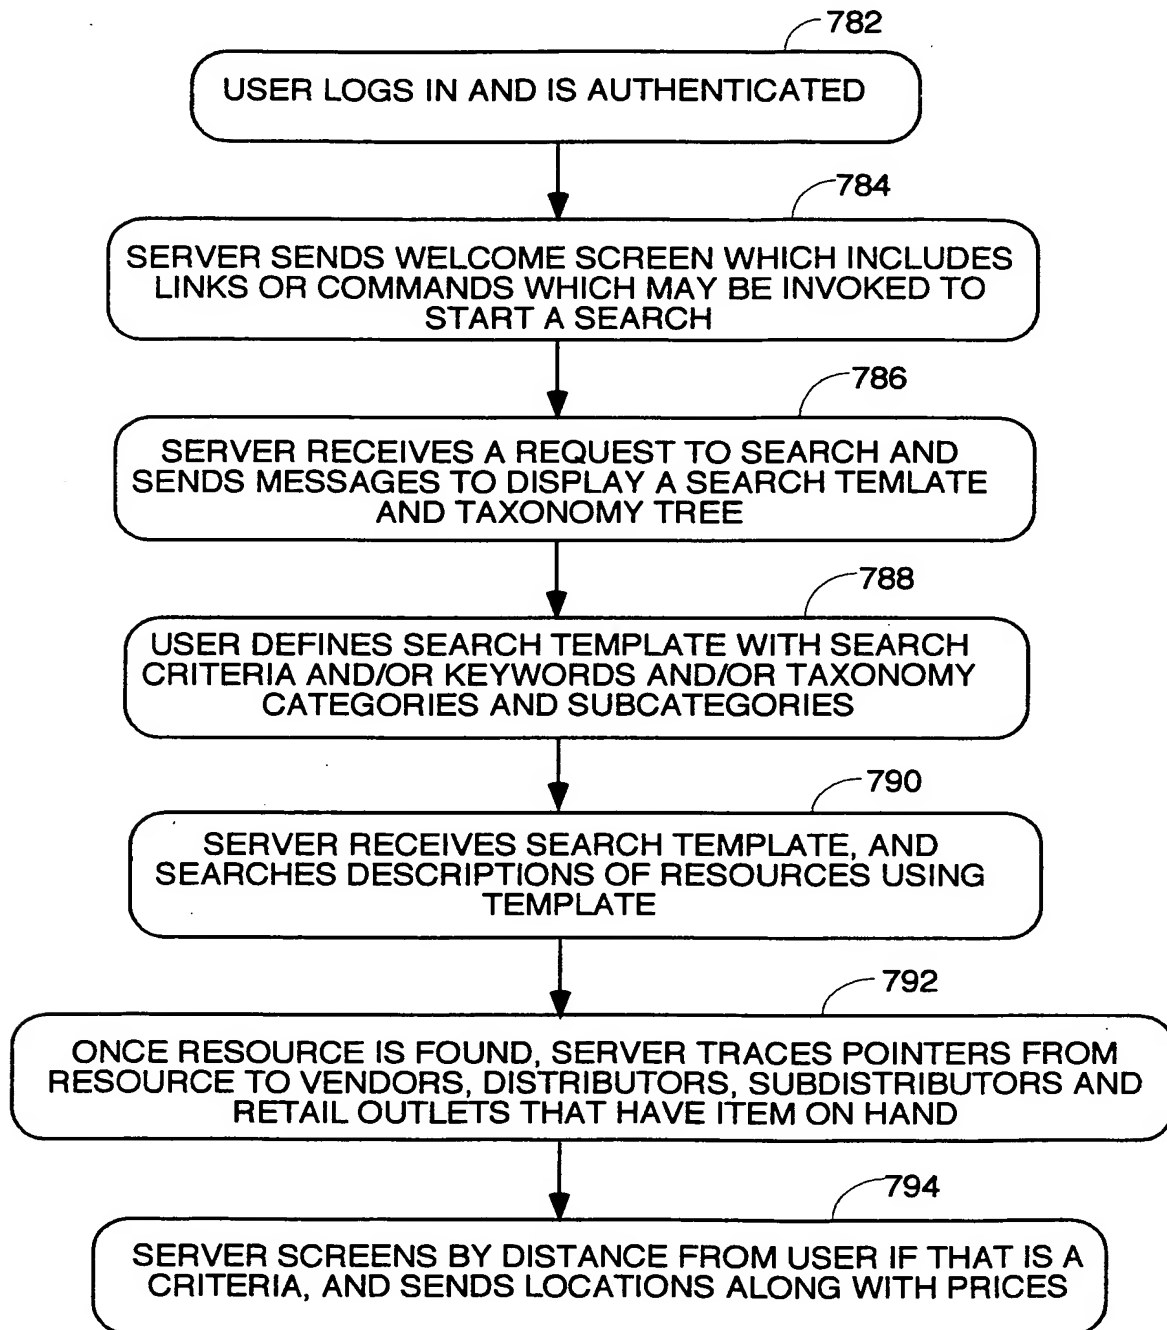 782
USER LOGS IN AND IS AUTHENTICATED
784
SERVER SENDS WELCOME SCREEN WHICH INCLUDES
LINKS OR COMMANDS WHICH MAY BE INVOKED TO
START A SEARCH
786
SERVER RECEIVES A REQUEST TO SEARCH AND
SENDS MESSAGES TO DISPLAY A SEARCH TEMLATE
AND TAXONOMY TREE
788
USER DEFINES SEARCH TEMPLATE WITH SEARCH
CRITERIA AND/OR KEYWORDS AND/OR TAXONOMY
CATEGORIES AND SUBCATEGORIES
790
SERVER RECEIVES SEARCH TEMPLATE, AND
SEARCHES DESCRIPTIONS OF RESOURCES USING
TEMPLATE
792
ONCE RESOURCE IS FOUND, SERVER TRACES POINTERS FROM
RESOURCE TO VENDORS, DISTRIBUTORS, SUBDISTRIBUTORS AND
RETAIL OUTLETS THAT HAVE ITEM ON HAND
794
SERVER SCREENS BY DISTANCE FROM USER IF THAT IS A
CRITERIA, AND SENDS LOCATIONS ALONG WITH PRICES